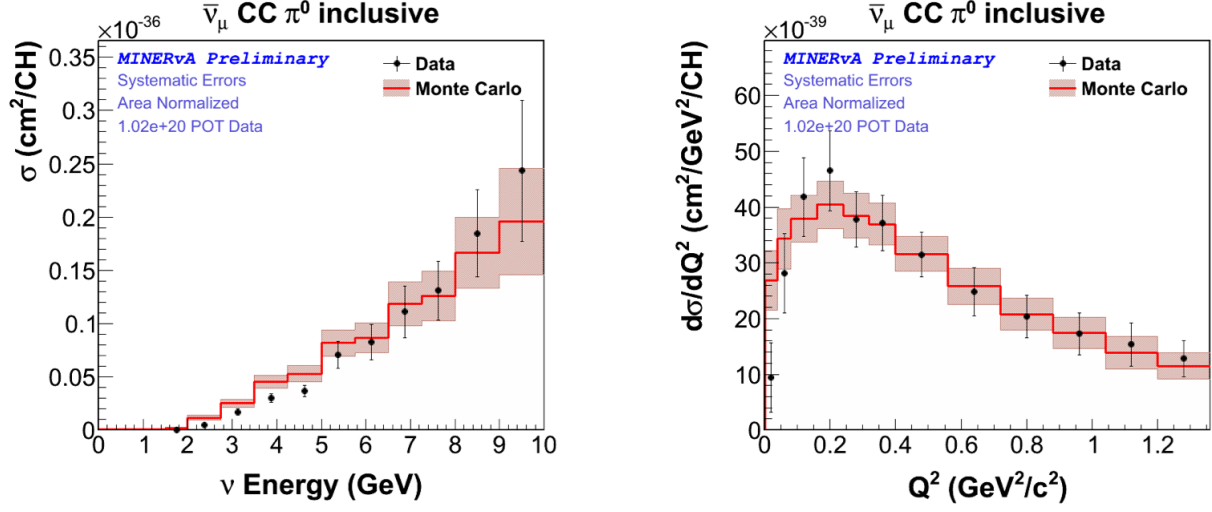 ν̅μ CC π⁰ inclusive
×10⁻³⁶
MINERvA Preliminary
Systematic Errors
Area Normalized
1.02e+20 POT Data
Data
Monte Carlo
σ (cm²/CH)
0.35
0.3
0.25
0.2
0.15
0.1
0.05
0
0 1 2 3 4 5 6 7 8 9 10
ν Energy (GeV)
ν̅μ CC π⁰ inclusive
×10⁻³⁹
MINERvA Preliminary
Systematic Errors
Area Normalized
1.02e+20 POT Data
Data
Monte Carlo
dσ/dQ² (cm²/GeV²/CH)
60
50
40
30
20
10
0
0 0.2 0.4 0.6 0.8 1 1.2
Q² (GeV²/c²)